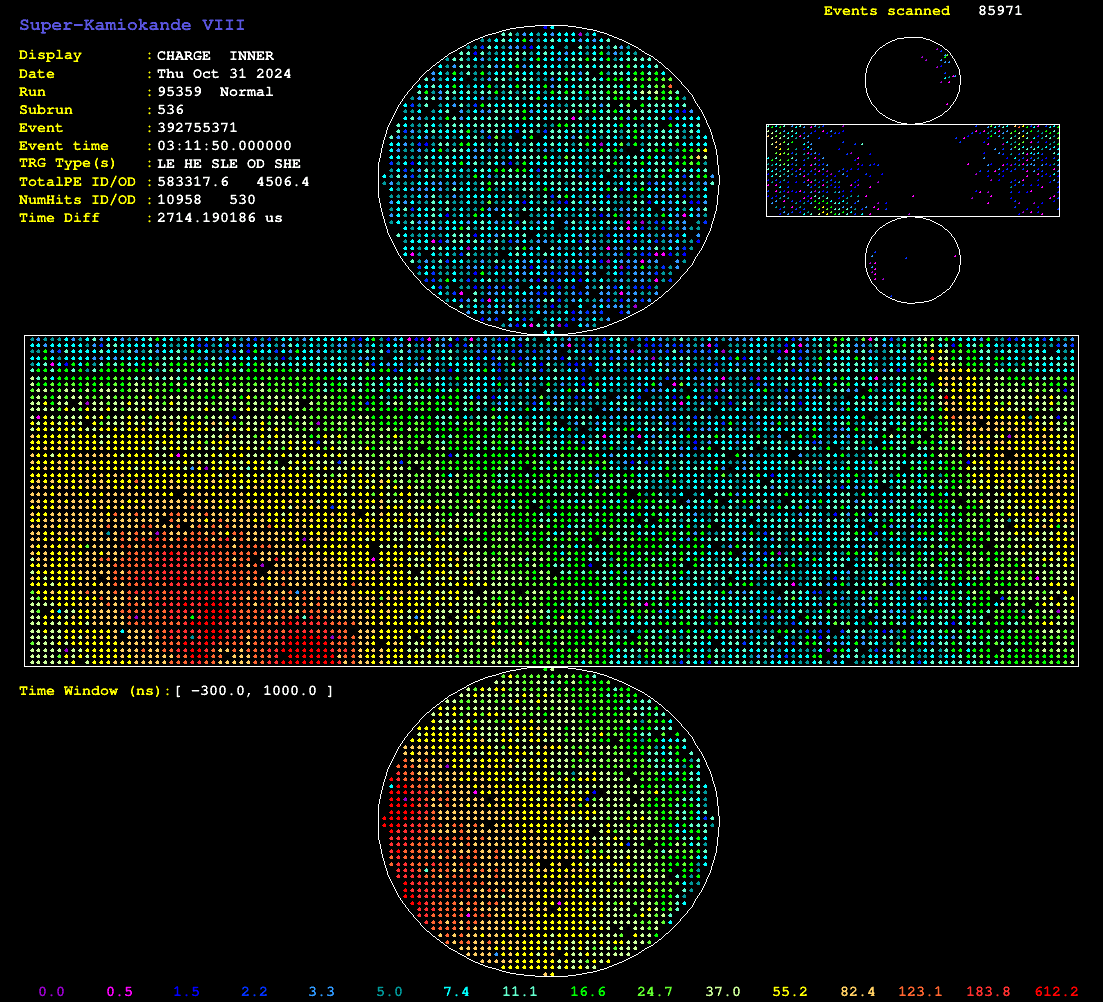 Super-Kamiokande VIII
Events scanned 85971
Display : CHARGE INNER
Date : Thu Oct 31 2024
Run : 95359 Normal
Subrun : 536
Event : 392755371
Event time : 03:11:50.000000
TRG Type(s) : LE HE SLE OD SHE
TotalPE ID/OD : 583317.6 4506.4
NumHits ID/OD : 10958 530
Time Diff : 2714.190186 us
Time Window (ns):[ -300.0, 1000.0 ]
0.0 0.5 1.5 2.2 3.3 5.0 7.4 11.1 16.6 24.7 37.0 55.2 82.4 123.1 183.8 612.2